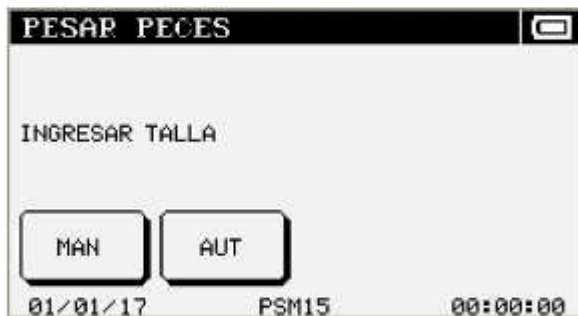 PESAR PECES
INGRESAR TALLA
MAN AUT
01/01/17 PSM15 00:00:00